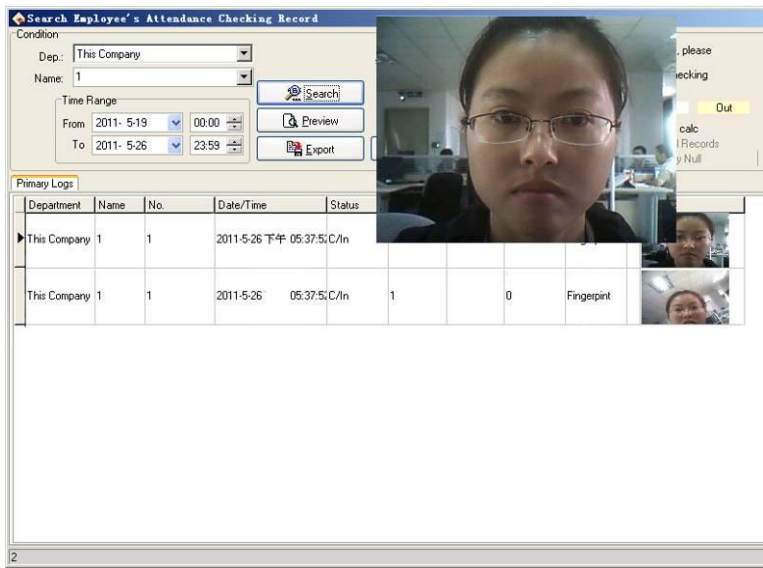 Search Employee's Attendance Checking Record
Condition
Dep.: This Company
Name: 1
Time Range
From 2011- 5-19 00:00
To 2011- 5-26 23:59
Search
Preview
Export
, please
Out
calc
Records
Null
Primary Logs
Department Name No. Date/Time Status
This Company 1 1 2011-5-26 下午 05:37:52 C/In
This Company 1 1 2011-5-26 05:37:52 C/In 1 0 Fingerpint
2